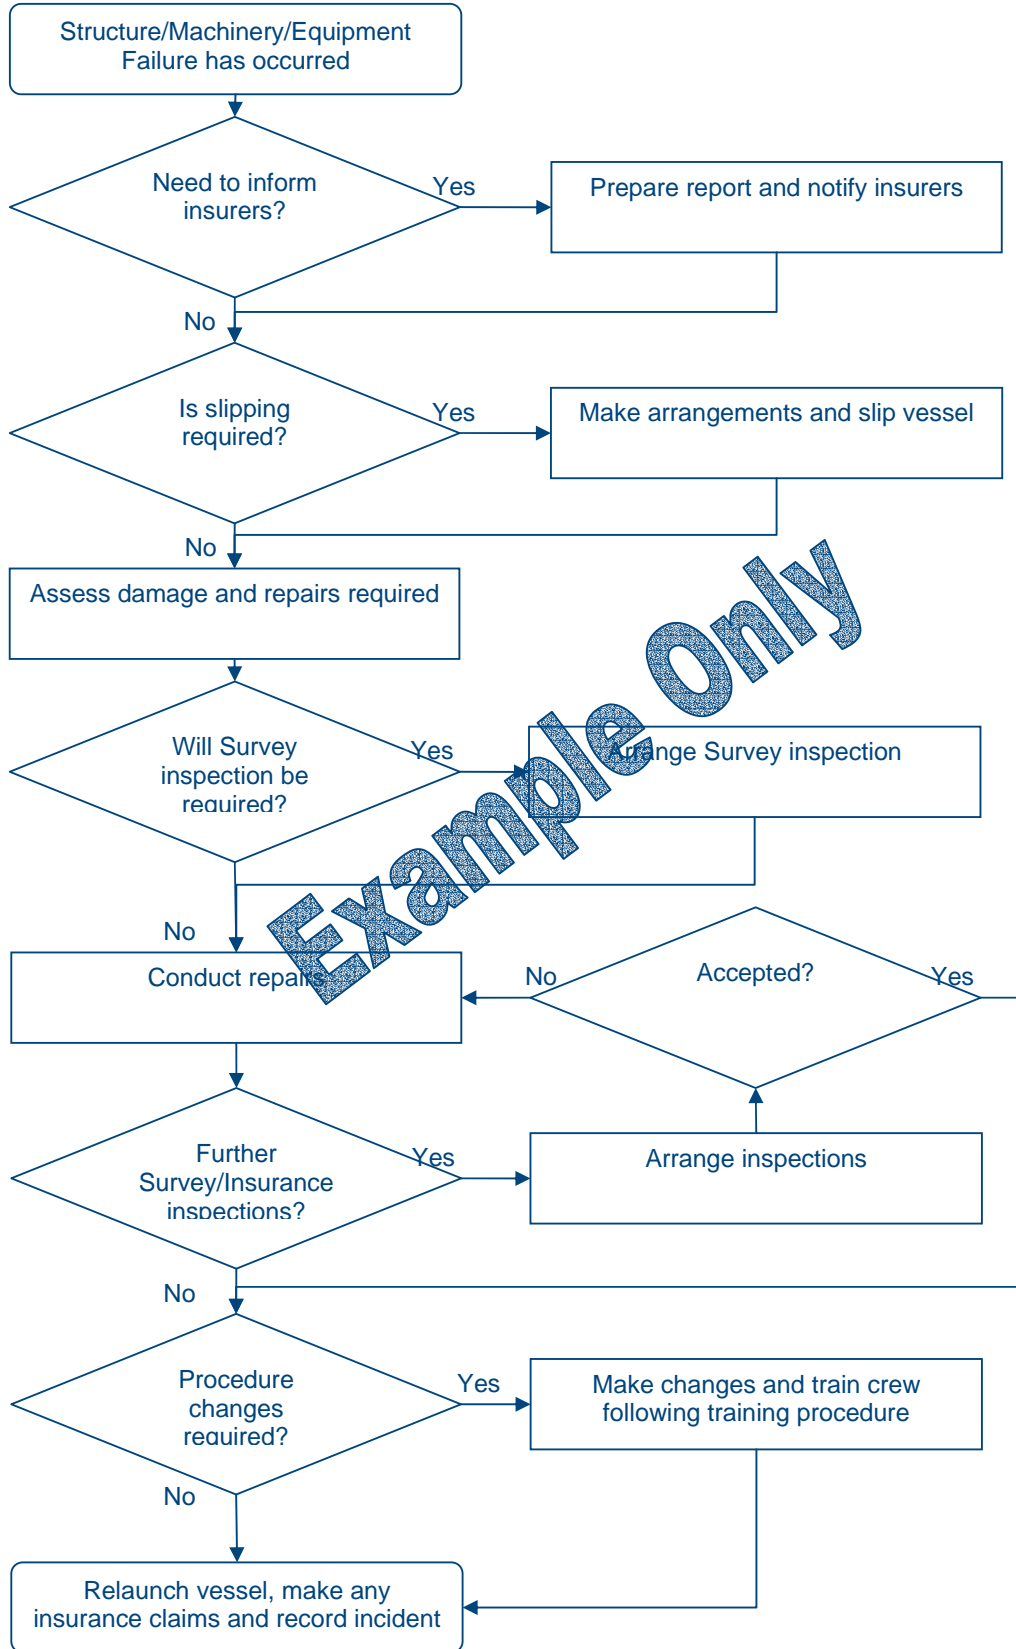 Structure/Machinery/Equipment
Failure has occurred
Need to inform
insurers?
Yes
Prepare report and notify insurers
No
Is slipping
required?
Yes
Make arrangements and slip vessel
No
Assess damage and repairs required
Will Survey
inspection be
required?
Yes
Arrange Survey inspection
Example Only
No
Conduct repairs
No
Accepted?
Yes
Further
Survey/Insurance
inspections?
Yes
Arrange inspections
No
Procedure
changes
required?
Yes
Make changes and train crew
following training procedure
No
Relaunch vessel, make any
insurance claims and record incident